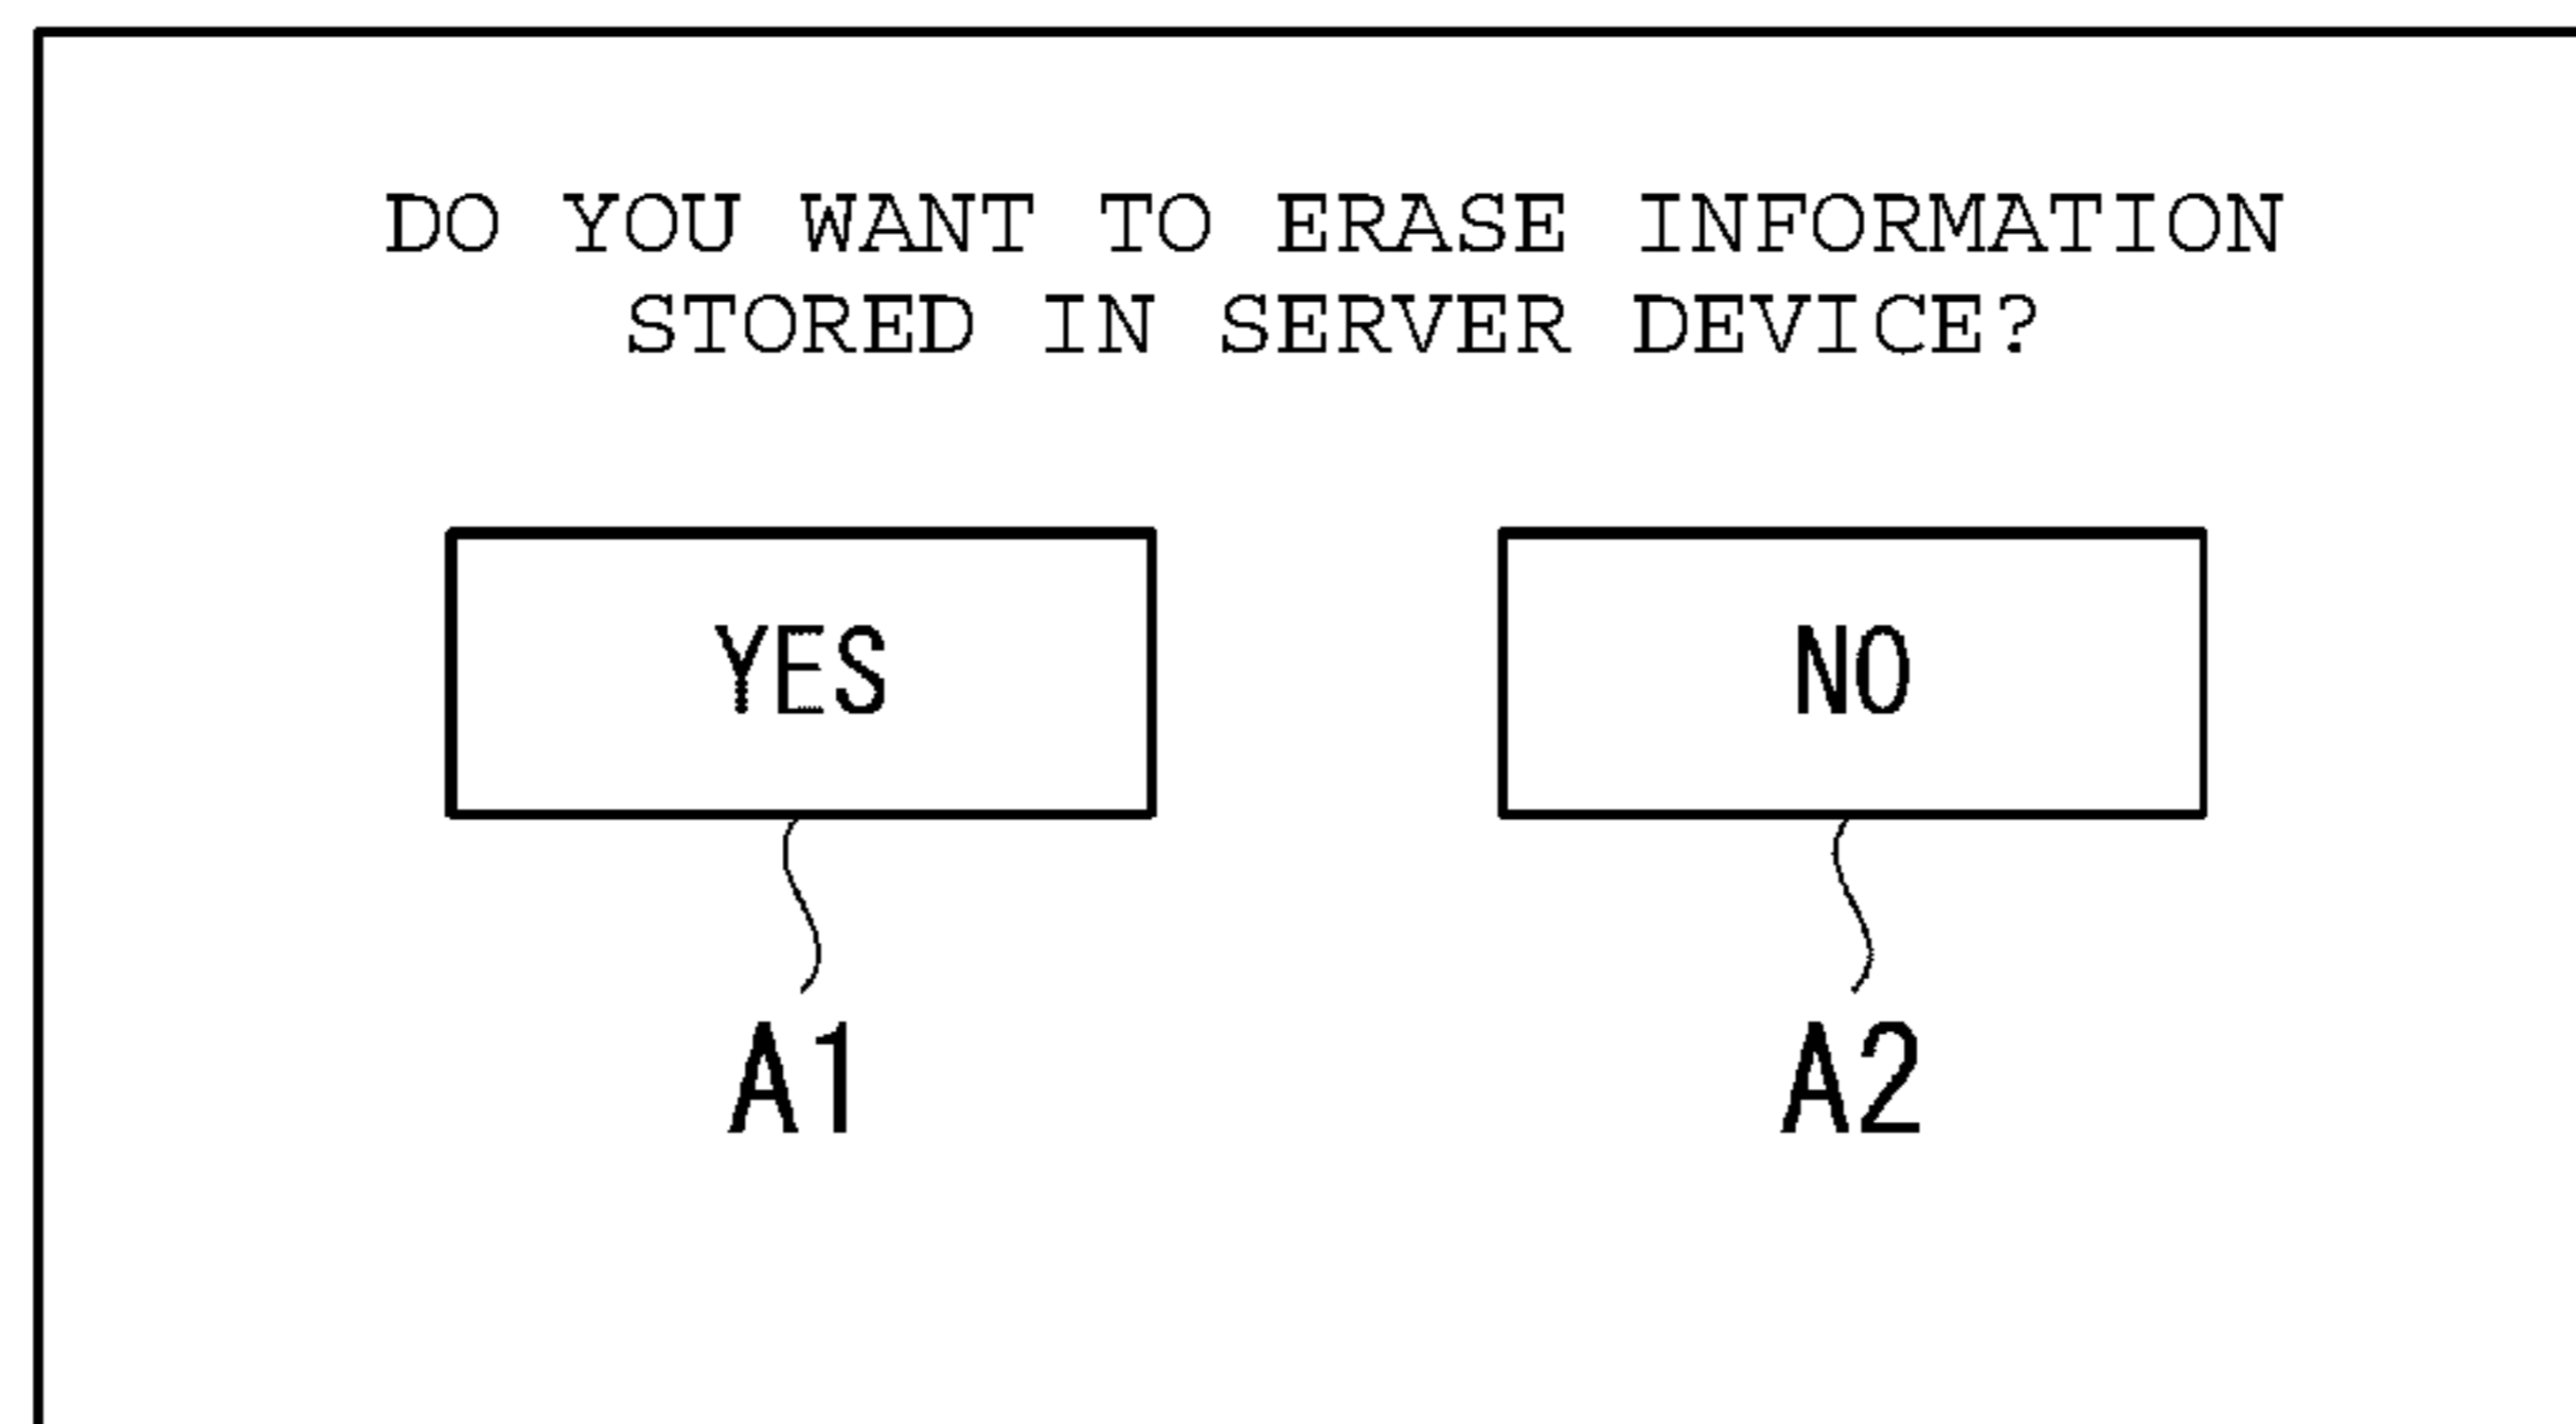 DO YOU WANT TO ERASE INFORMATION
STORED IN SERVER DEVICE?
YES
NO
A1
A2